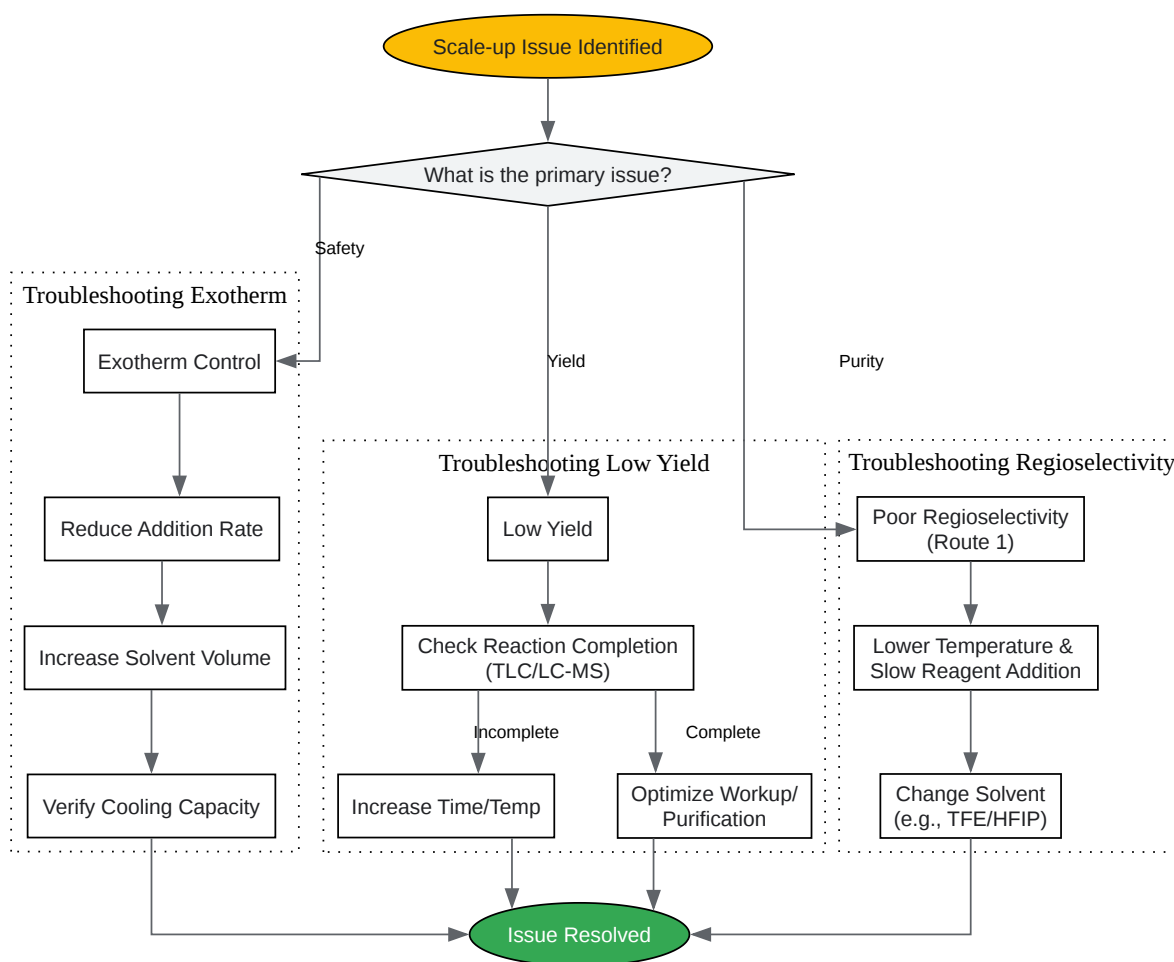 Scale-up Issue Identified
What is the primary issue?
Safety
Troubleshooting Exotherm
Exotherm Control
Yield
Purity
Troubleshooting Low Yield
Troubleshooting Regioselectivity
Reduce Addition Rate
Low Yield
Poor Regioselectivity
(Route 1)
Increase Solvent Volume
Check Reaction Completion
(TLC/LC-MS)
Lower Temperature &
Slow Reagent Addition
Incomplete
Complete
Verify Cooling Capacity
Increase Time/Temp
Optimize Workup/
Purification
Change Solvent
(e.g., TFE/HFIP)
Issue Resolved